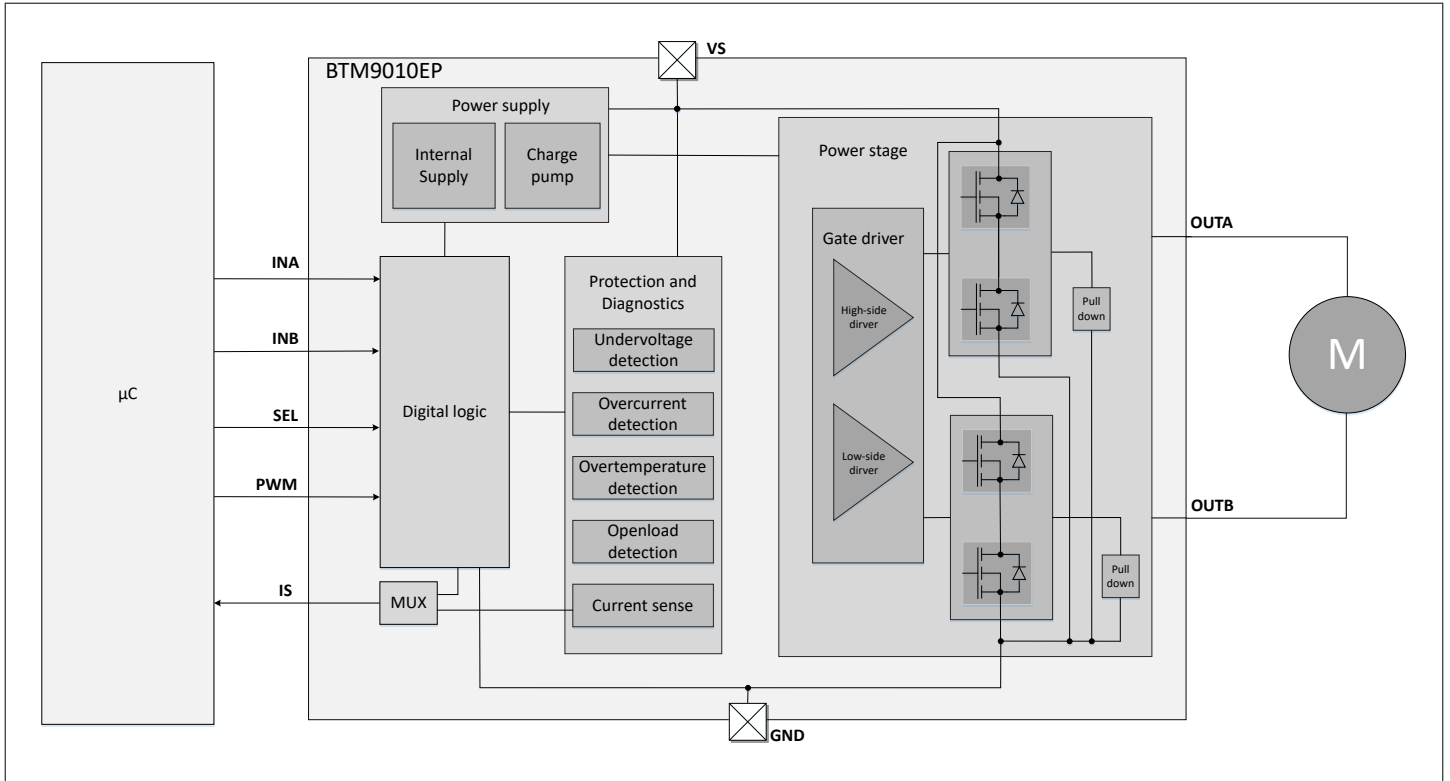 VS
BTM9010EP
Power supply
Internal
Supply
Charge
pump
Power stage
OUTA
Gate driver
INA
Protection and
Diagnostics
High-side
dirver
Pull
down
INB
Undervoltage
detection
M
µC
Digital logic
SEL
Overcurrent
detection
Low-side
dirver
PWM
Overtemperature
detection
OUTB
Openload
detection
Pull
down
IS
MUX
Current sense
GND